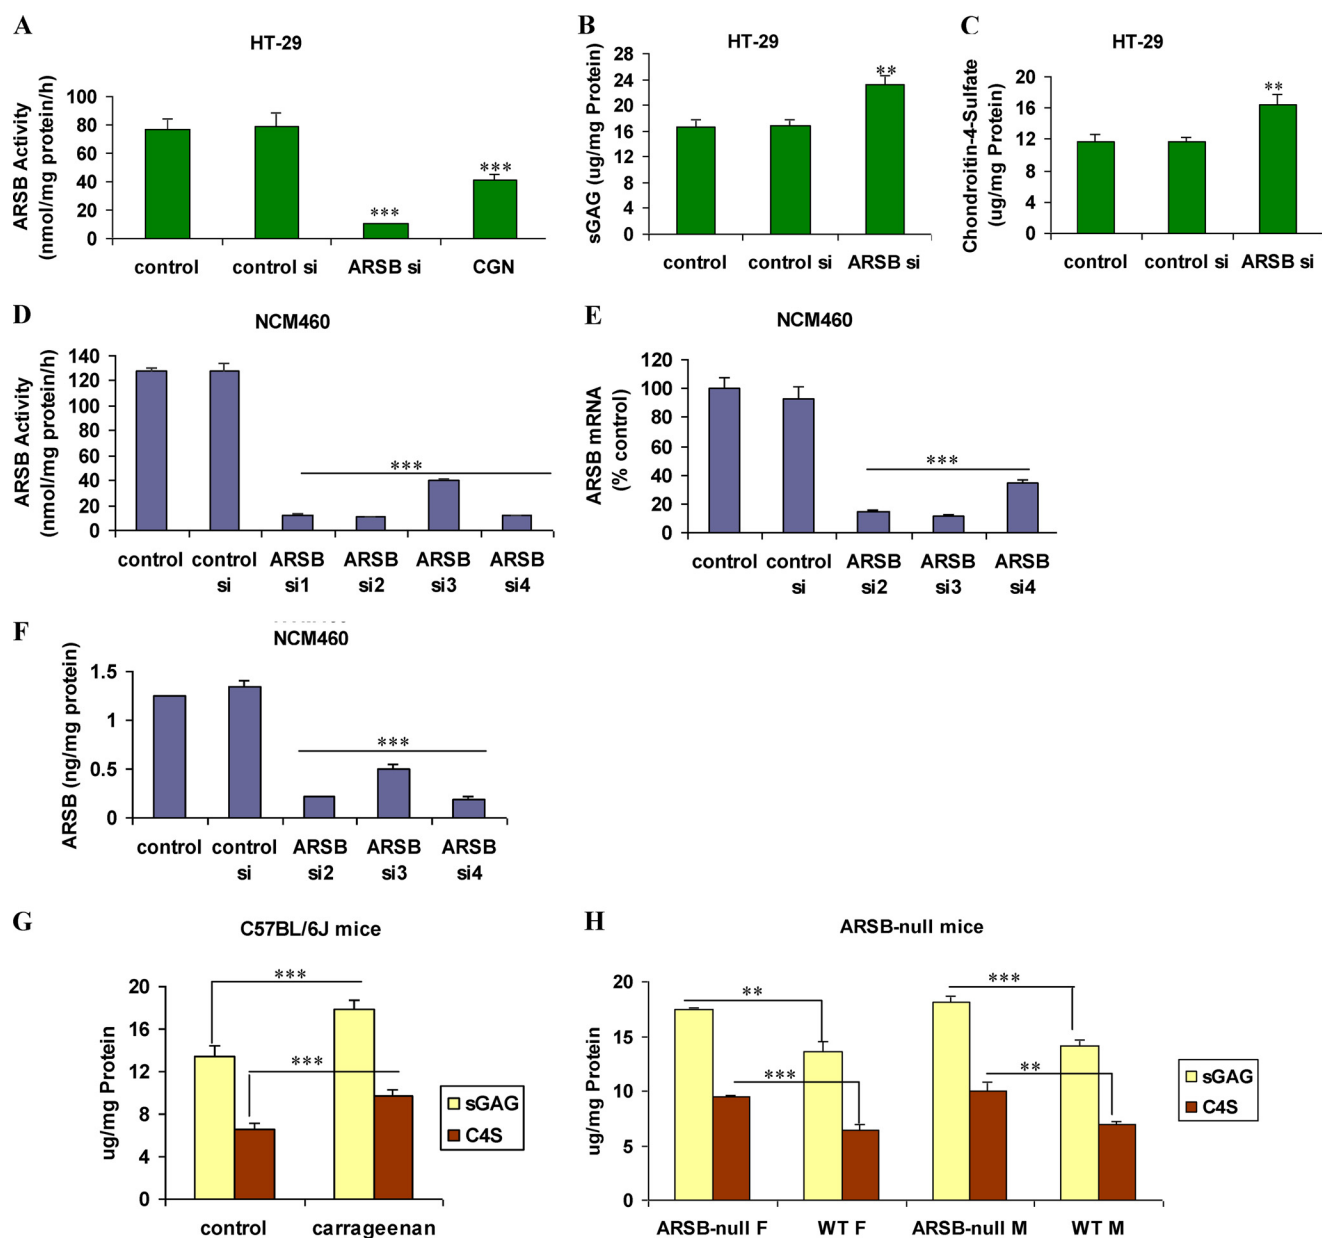 A
HT-29
ARSB Activity
(nmol/mg protein/h)
100
80
60
40
20
0
***
***
control
control si
ARSB si
CGN
B
HT-29
sGAG (ug/mg Protein)
28
24
20
16
12
8
4
0
**
control
control si
ARSB si
C
HT-29
Chondroitin-4-Sulfate
(ug/mg Protein)
20
16
12
8
4
0
**
control
control si
ARSB si
D
NCM460
ARSB Activity
(nmol/mg protein/h)
140
120
100
80
60
40
20
0
***
control
control si
ARSB si1
ARSB si2
ARSB si3
ARSB si4
E
NCM460
ARSB mRNA
(% control)
120
100
80
60
40
20
0
***
control
control si
ARSB si2
ARSB si3
ARSB si4
F
NCM460
ARSB (ng/mg protein)
1.5
1
0.5
0
***
control
control si
ARSB si2
ARSB si3
ARSB si4
G
C57BL/6J mice
ug/mg Protein
20
16
12
8
4
0
***
***
control
carrageenan
sGAG
C4S
H
ARSB-null mice
ug/mg Protein
20
15
10
5
0
**
***
***
**
ARSB-null F
WT F
ARSB-null M
WT M
sGAG
C4S